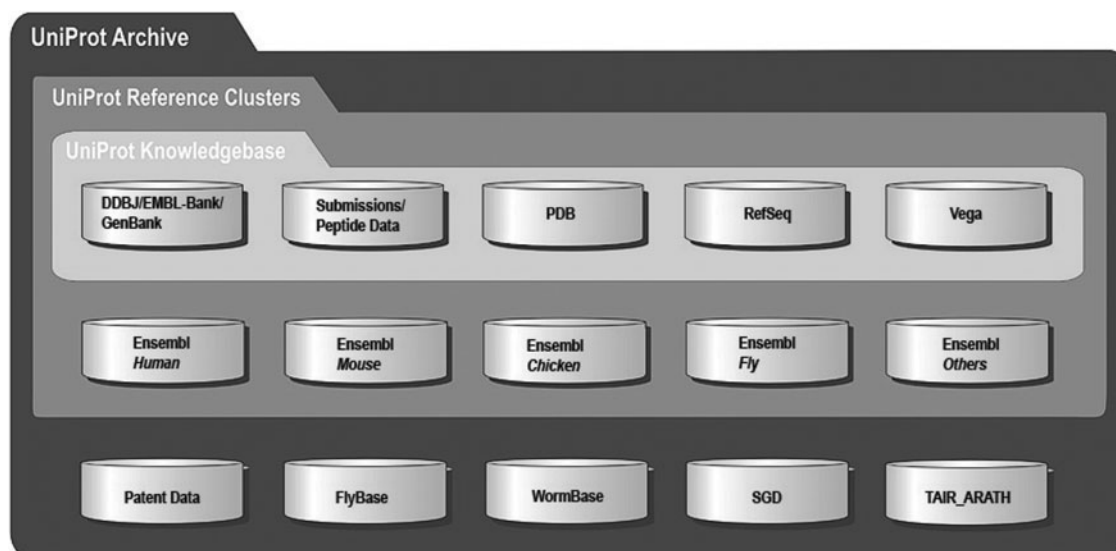 UniProt Archive
UniProt Reference Clusters
UniProt Knowledgebase
DDBJ/EMBL-Bank/
GenBank
Submissions/
Peptide Data
PDB
RefSeq
Vega
Ensembl
Human
Ensembl
Mouse
Ensembl
Chicken
Ensembl
Fly
Ensembl
Others
Patent Data
FlyBase
WormBase
SGD
TAIR_ARATH